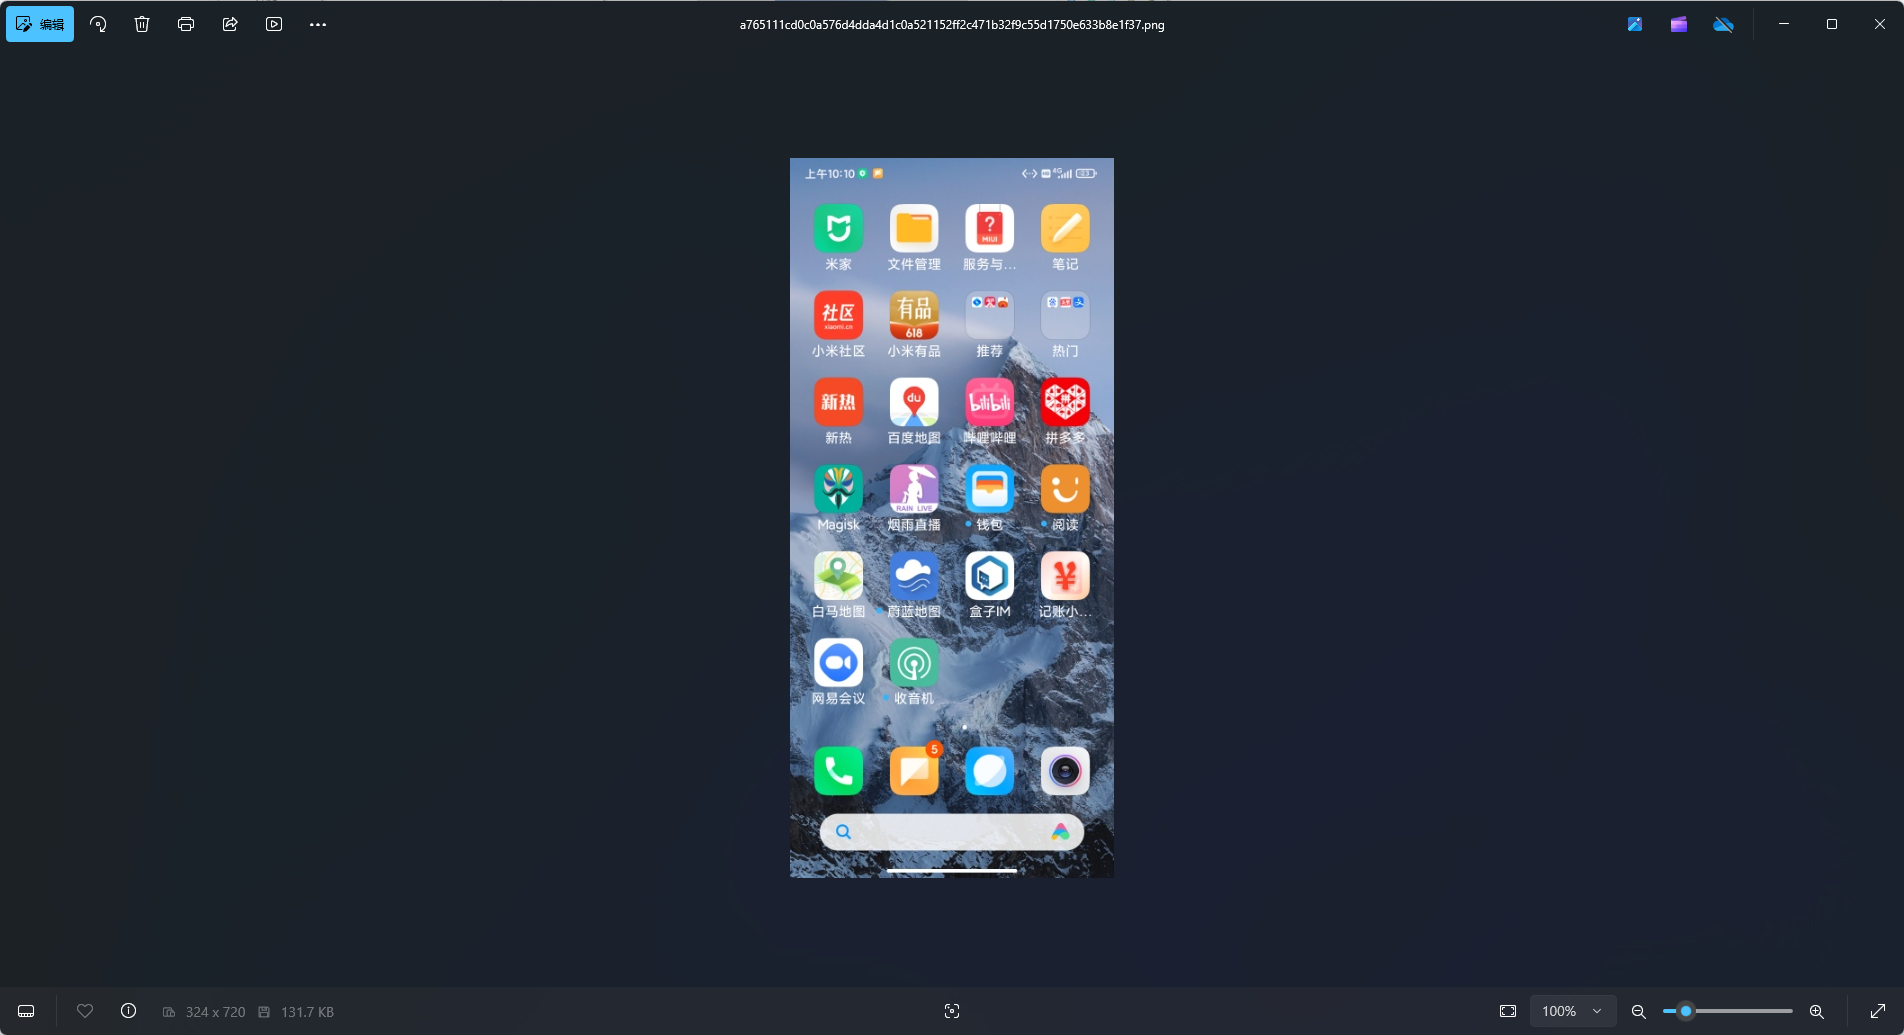 编辑
a765111cd0c0a576d4dda4d1c0a521152ff2c471b32f9c55d1750e633b8e1f37.png
上午10:10
4G
MIUI
米家 文件管理 服务与... 笔记
社区 有品
xiaomi.cn 618
小米社区 小米有品 推荐 热门
新热 du bilibili 拼
新热 百度地图 哔哩哔哩 拼多多
RAIN LIVE
Magisk 烟雨直播 钱包 阅读
¥
白马地图 蔚蓝地图 盒子IM 记账小...
网易会议 收音机
5
324 x 720 131.7 KB 100%